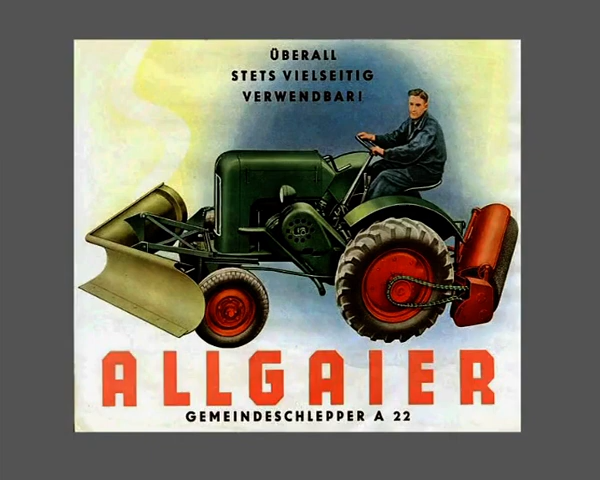 ÜBERALL
STETS VIELSEITIG
VERWENDBAR!
ALLGAIER
GEMEINDESCHLEPPER A 22